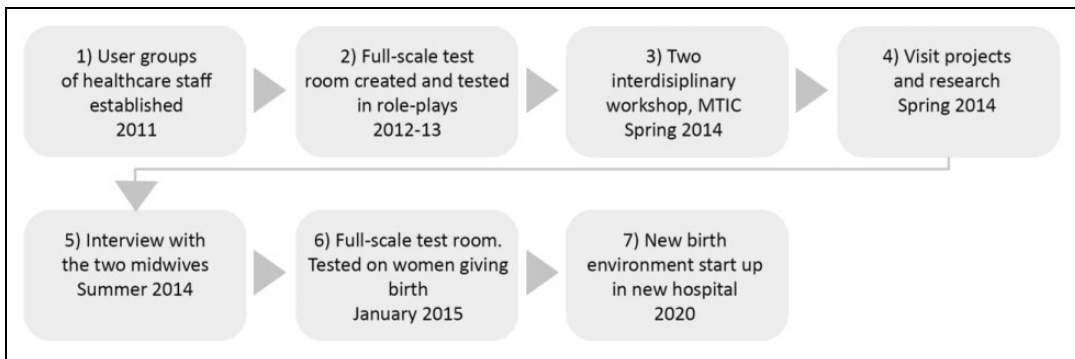 1) User groups
of healthcare staff
established
2011
2) Full-scale test
room created and tested
in role-plays
2012-13
3) Two
interdisiplinary
workshop, MTIC
Spring 2014
4) Visit projects
and research
Spring 2014
5) Interview with
the two midwives
Summer 2014
6) Full-scale test room.
Tested on women giving
birth
January 2015
7) New birth
environment start up
in new hospital
2020